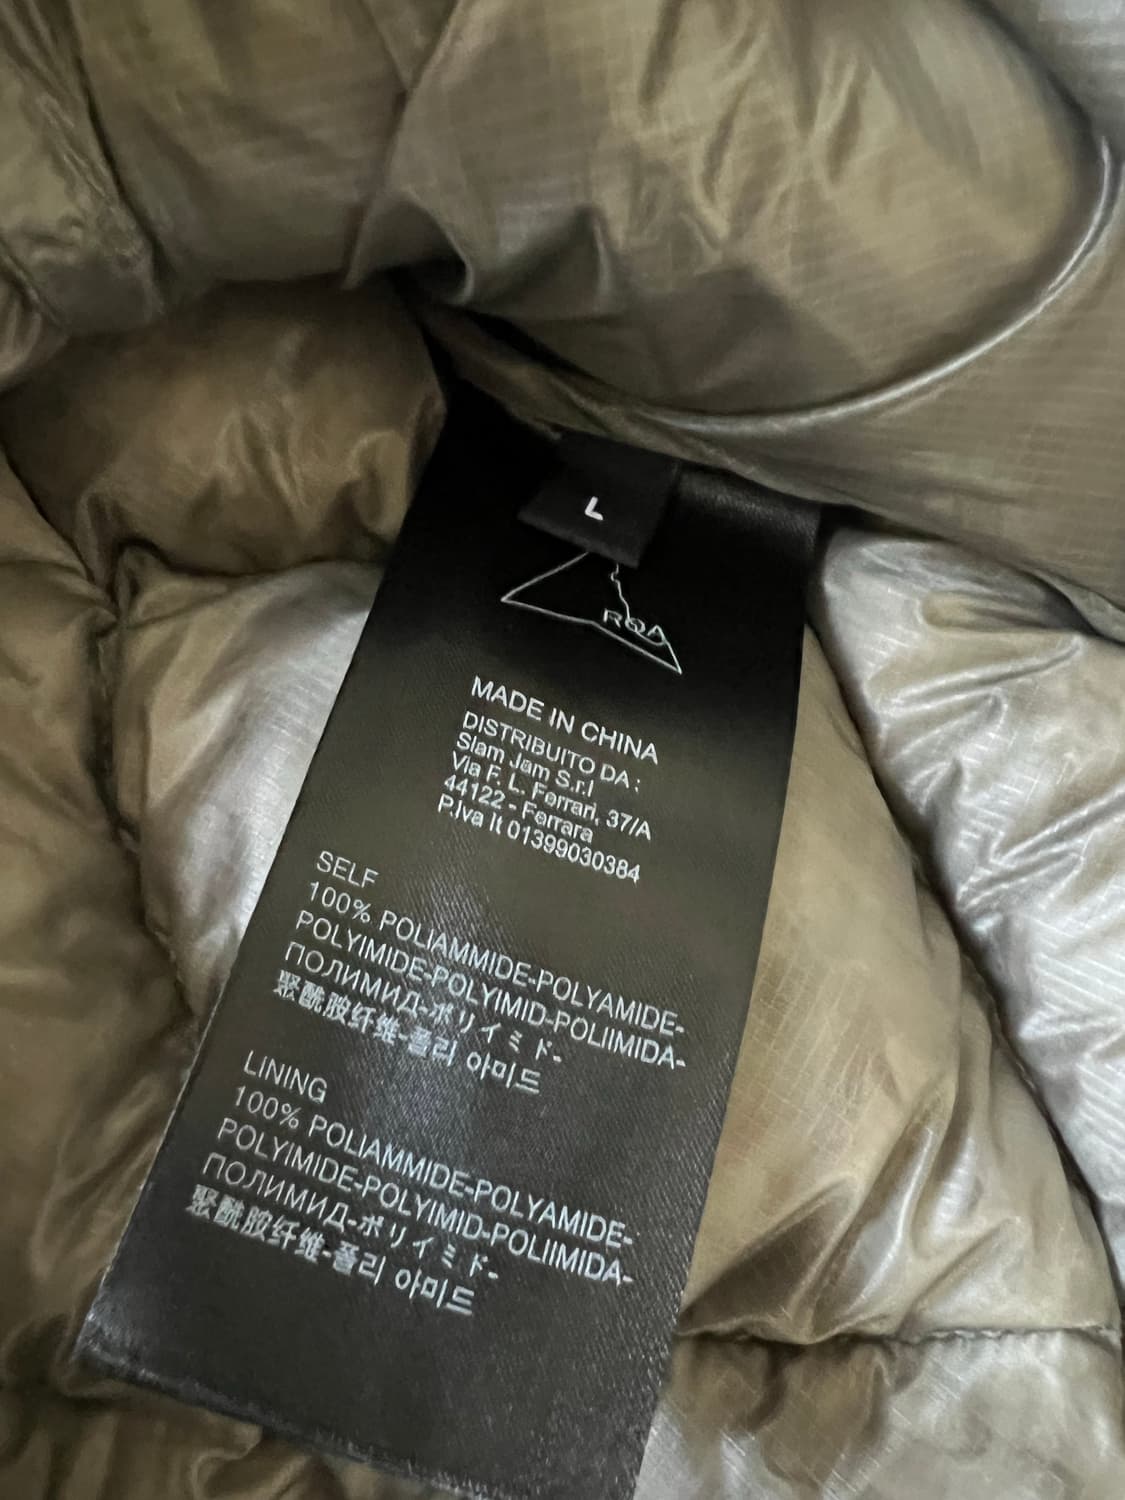 L
ROA
MADE IN CHINA
DISTRIBUITO DA :
Slam Jam S.r.l
Via F. L. Ferrari, 37/A
44122 - Ferrara
P.Iva It 01399030384
SELF
100% POLIAMMIDE-POLYAMIDE-
POLYIMIDE-POLYIMID-POLIIMIDA-
ПОЛИМИД-ポリイミド-
聚酰胺纤维-폴리 아미드
LINING
100% POLIAMMIDE-POLYAMIDE-
POLYIMIDE-POLYIMID-POLIIMIDA-
ПОЛИМИД-ポリイミド-
聚酰胺纤维-폴리 아미드